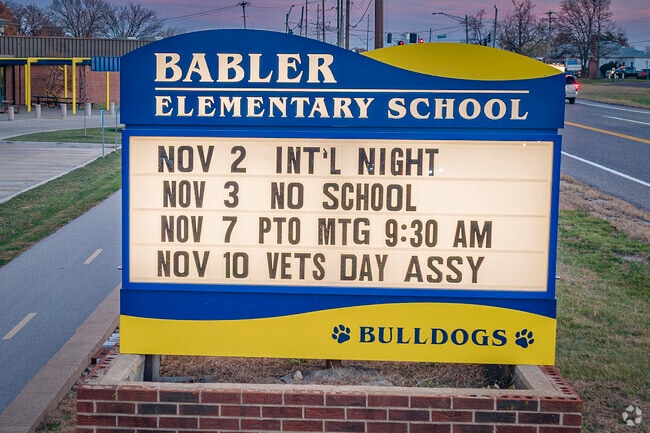 BABLER
ELEMENTARY SCHOOL
NOV 2 INT'L NIGHT
NOV 3 NO SCHOOL
NOV 7 PTO MTG 9:30 AM
NOV 10 VETS DAY ASSY
BULLDOGS